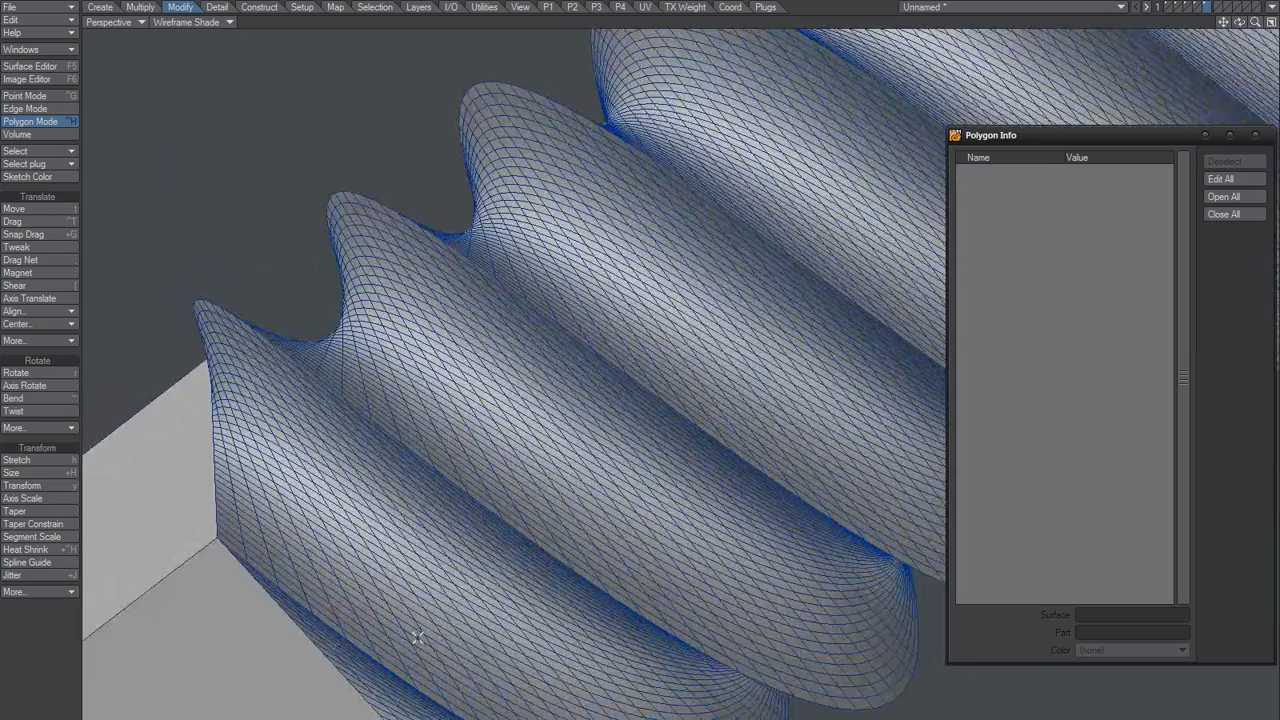 File Create Multiply Modify Detail Construct Setup Map Selection Layers I/O Utilities View P1 P2 P3 P4 UV TX Weight Coord Plugs Unnamed * 1
Edit Perspective Wireframe Shade
Help
Windows
Surface Editor F5
Image Editor F6
Point Mode ^G
Edge Mode
Polygon Mode ^H
Volume
Select
Select plug
Sketch Color
Translate
Move t
Drag ^T
Snap Drag +G
Tweak
Drag Net ;
Magnet :
Shear [
Axis Translate
Align...
Center...
More...
Rotate
Rotate r
Axis Rotate
Bend ~
Twist
More...
Transform
Stretch h
Size +H
Transform y
Axis Scale
Taper
Taper Constrain
Segment Scale
Heat Shrink +^H
Spline Guide
Jitter +J
More...
Polygon Info
Name Value
Deselect
Edit All
Open All
Close All
Surface
Part
Color (none)